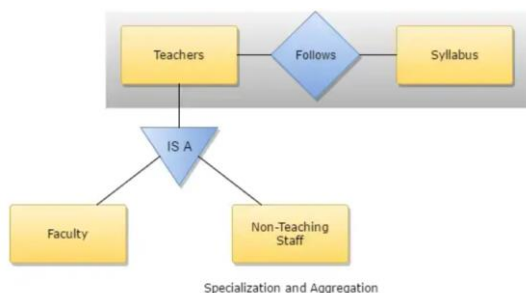 Teachers
Follows
Syllabus
IS A
Faculty
Non-Teaching
Staff
Specialization and Aggregation